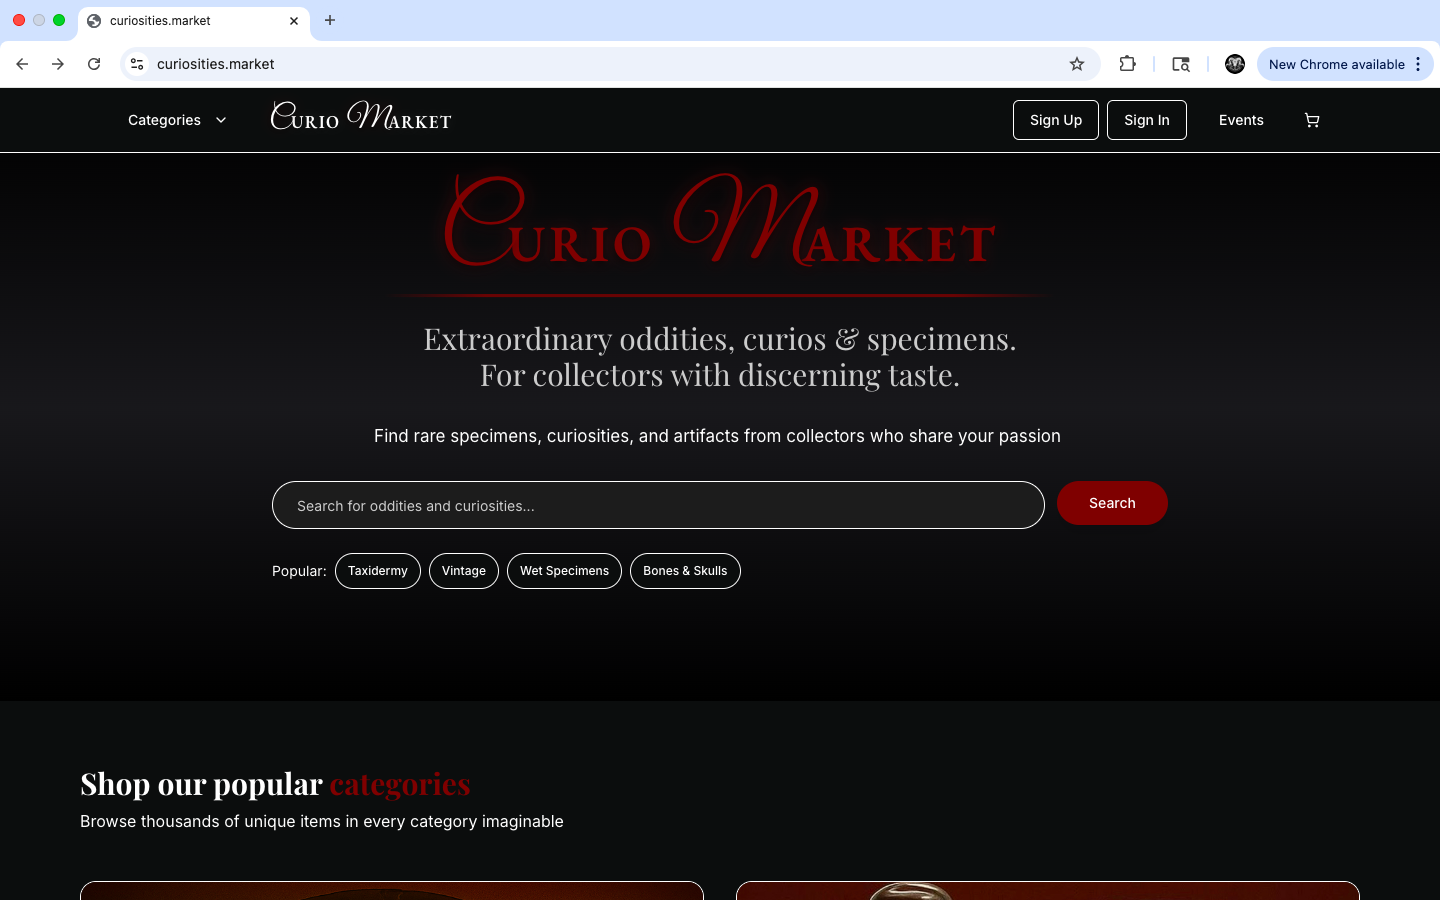 curiosities.market
curiosities.market
New Chrome available
Categories
Curio Market
Sign Up
Sign In
Events
Curio Market
Extraordinary oddities, curios & specimens.
For collectors with discerning taste.
Find rare specimens, curiosities, and artifacts from collectors who share your passion
Search for oddities and curiosities...
Search
Popular:
Taxidermy
Vintage
Wet Specimens
Bones & Skulls
Shop our popular categories
Browse thousands of unique items in every category imaginable